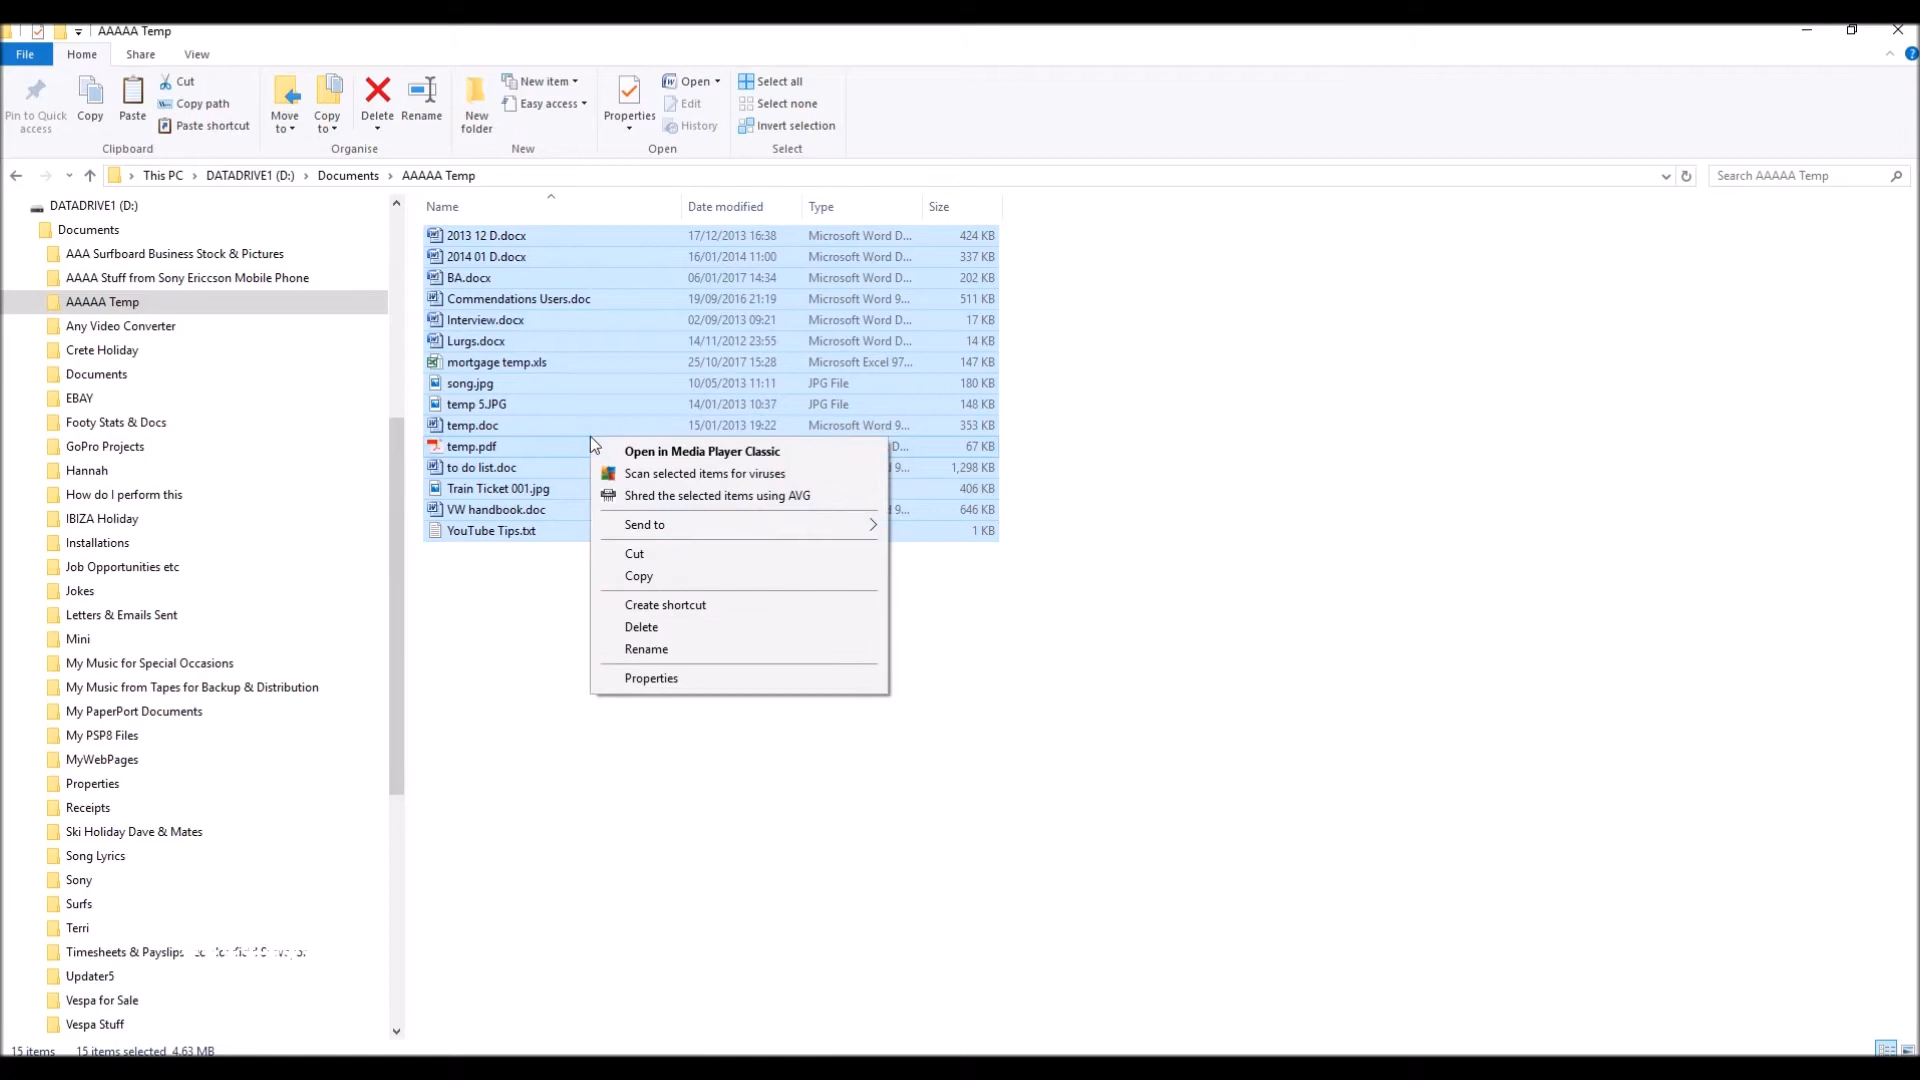 AAAAA Temp
File Home Share View
Pin to Quick access
Copy
Paste
Cut
Copy path
Paste shortcut
Clipboard
Move to
Copy to
Delete
Rename
Organise
New folder
New item
Easy access
New
Properties
Open
Edit
History
Open
Select all
Select none
Invert selection
Select
This PC > DATADRIVE1 (D:) > Documents > AAAAA Temp
Search AAAAA Temp
DATADRIVE1 (D:)
Documents
AAA Surfboard Business Stock & Pictures
AAAA Stuff from Sony Ericcson Mobile Phone
AAAAA Temp
Any Video Converter
Crete Holiday
Documents
EBAY
Footy Stats & Docs
GoPro Projects
Hannah
How do I perform this
IBIZA Holiday
Installations
Job Opportunities etc
Jokes
Letters & Emails Sent
Mini
My Music for Special Occasions
My Music from Tapes for Backup & Distribution
My PaperPort Documents
My PSP8 Files
MyWebPages
Properties
Receipts
Ski Holiday Dave & Mates
Song Lyrics
Sony
Surfs
Terri
Timesheets & Payslips
Updater5
Vespa for Sale
Vespa Stuff
Name Date modified Type Size
2013 12 D.docx 17/12/2013 16:38 Microsoft Word D... 424 KB
2014 01 D.docx 16/01/2014 11:00 Microsoft Word D... 337 KB
BA.docx 06/01/2017 14:34 Microsoft Word D... 202 KB
Commendations Users.doc 19/09/2016 21:19 Microsoft Word 9... 511 KB
Interview.docx 02/09/2013 09:21 Microsoft Word D... 17 KB
Lurgs.docx 14/11/2012 23:55 Microsoft Word D... 14 KB
mortgage temp.xls 25/10/2017 15:28 Microsoft Excel 97... 147 KB
song.jpg 10/05/2013 11:11 JPG File 180 KB
temp 5.JPG 14/01/2013 10:37 JPG File 148 KB
temp.doc 15/01/2013 19:22 Microsoft Word 9... 353 KB
temp.pdf D... 67 KB
to do list.doc 9... 1,298 KB
Train Ticket 001.jpg 406 KB
VW handbook.doc 9... 646 KB
YouTube Tips.txt 1 KB
Open in Media Player Classic
Scan selected items for viruses
Shred the selected items using AVG
Send to
Cut
Copy
Create shortcut
Delete
Rename
Properties
15 items 15 items selected 4.63 MB